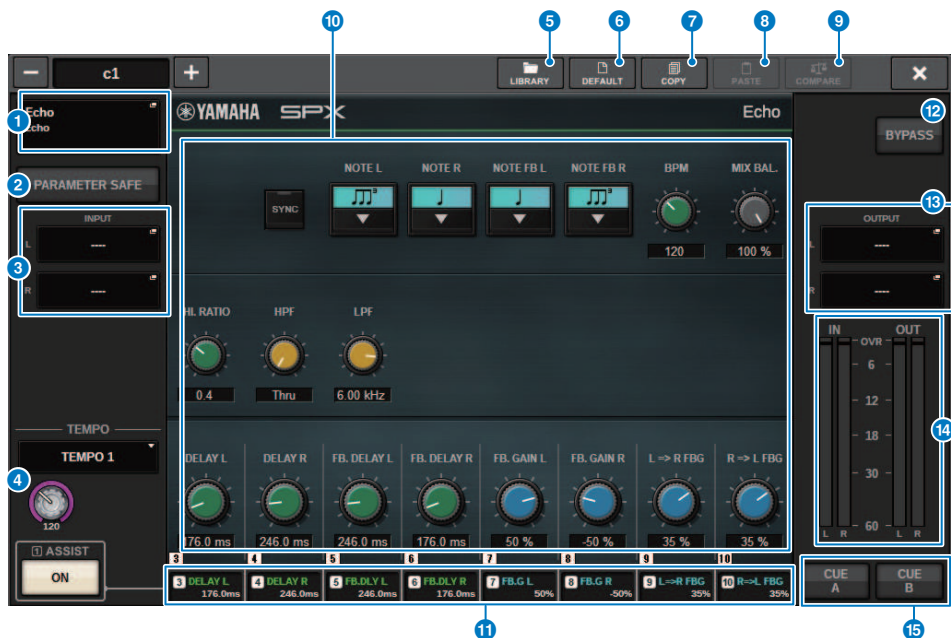 10 5 6 7 8 9
c1 LIBRARY DEFAULT COPY PASTE COMPARE
1 Echo
Echo
YAMAHA SPX Echo
12 BYPASS
2 PARAMETER SAFE
NOTE L NOTE R NOTE FB L NOTE FB R BPM MIX BAL.
SYNC
3
120 100 %
3 INPUT
L ----
R ----
13 OUTPUT
L ----
R ----
HI. RATIO HPF LPF
0.4 Thru 6.00 kHz
IN OUT
OVR
6
12
18
30
60
L R L R
14
4 TEMPO
TEMPO 1
120
DELAY L DELAY R FB. DELAY L FB. DELAY R FB. GAIN L FB. GAIN R L => R FBG R => L FBG
176.0 ms 246.0 ms 246.0 ms 176.0 ms 50 % -50 % 35 % 35 %
3 4 5 6 7 8 9 10
1 ASSIST
ON
3 DELAY L 4 DELAY R 5 FB.DLY L 6 FB.DLY R 7 FB.G L 8 FB.G R 9 L=>R FBG 10 R=>L FBG
176.0ms 246.0ms 246.0ms 176.0ms 50% -50% 35% 35%
CUE A CUE B
11 15